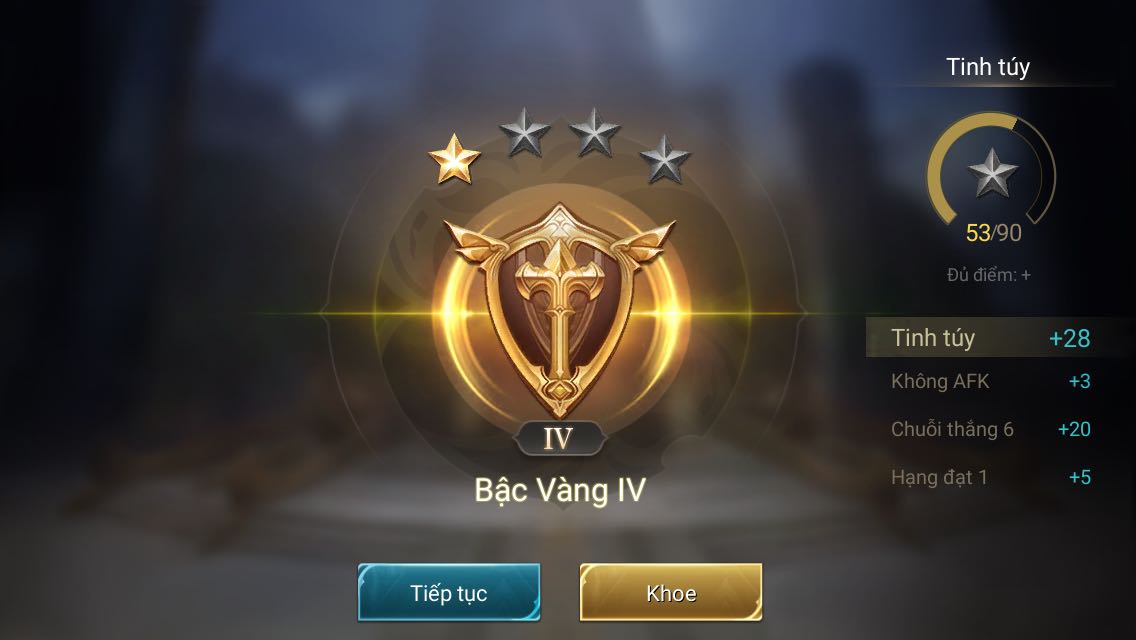 Tinh túy
53/90
Đủ điểm: +
Tinh túy +28
Không AFK +3
Chuỗi thắng 6 +20
Hạng đạt 1 +5
IV
Bậc Vàng IV
Tiếp tục
Khoe